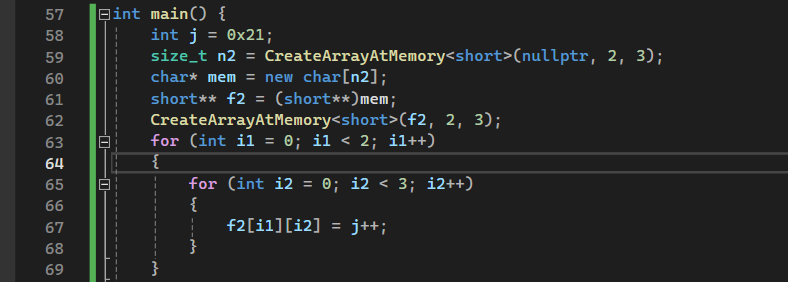 57 int main() {
58     int j = 0x21;
59     size_t n2 = CreateArrayAtMemory<short>(nullptr, 2, 3);
60     char* mem = new char[n2];
61     short** f2 = (short**)mem;
62     CreateArrayAtMemory<short>(f2, 2, 3);
63     for (int i1 = 0; i1 < 2; i1++)
64     {
65         for (int i2 = 0; i2 < 3; i2++)
66         {
67             f2[i1][i2] = j++;
68         }
69     }